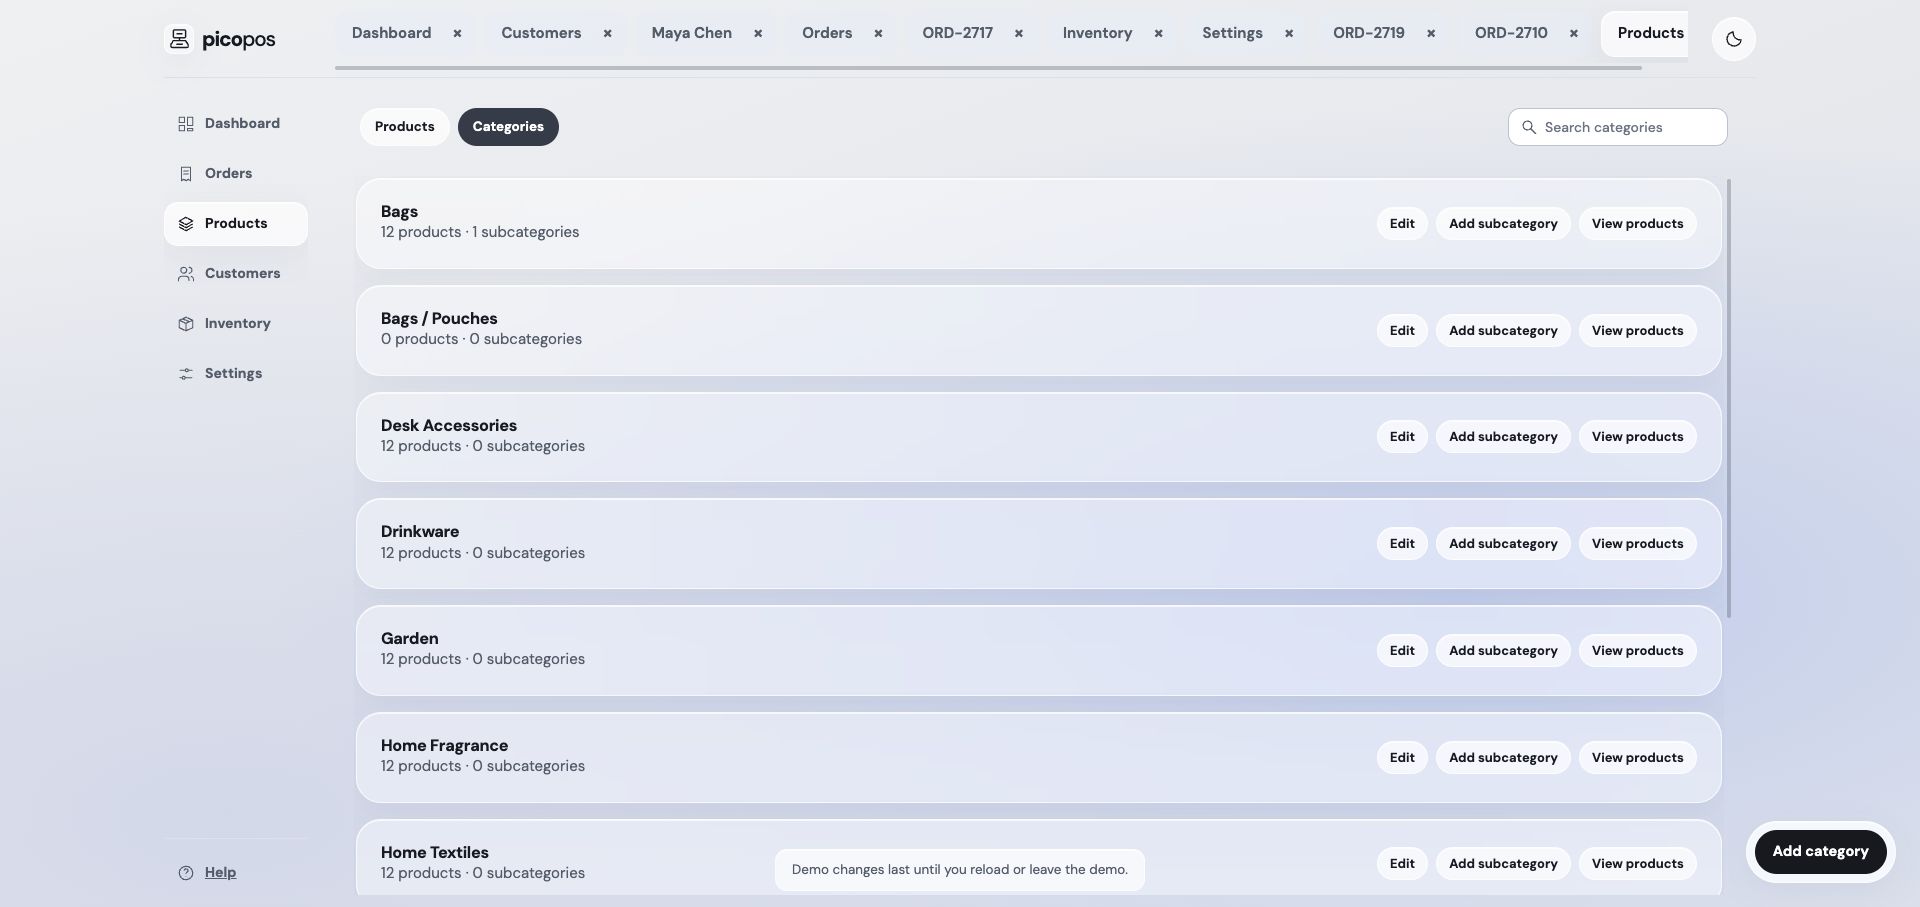 picopos
Dashboard × Customers × Maya Chen × Orders × ORD-2717 × Inventory × Settings × ORD-2719 × ORD-2710 × Products
Dashboard
Orders
Products
Customers
Inventory
Settings
Help
Products Categories
Search categories
Bags
12 products · 1 subcategories
Edit Add subcategory View products
Bags / Pouches
0 products · 0 subcategories
Edit Add subcategory View products
Desk Accessories
12 products · 0 subcategories
Edit Add subcategory View products
Drinkware
12 products · 0 subcategories
Edit Add subcategory View products
Garden
12 products · 0 subcategories
Edit Add subcategory View products
Home Fragrance
12 products · 0 subcategories
Edit Add subcategory View products
Home Textiles
12 products · 0 subcategories
Edit Add subcategory View products
Demo changes last until you reload or leave the demo.
Add category